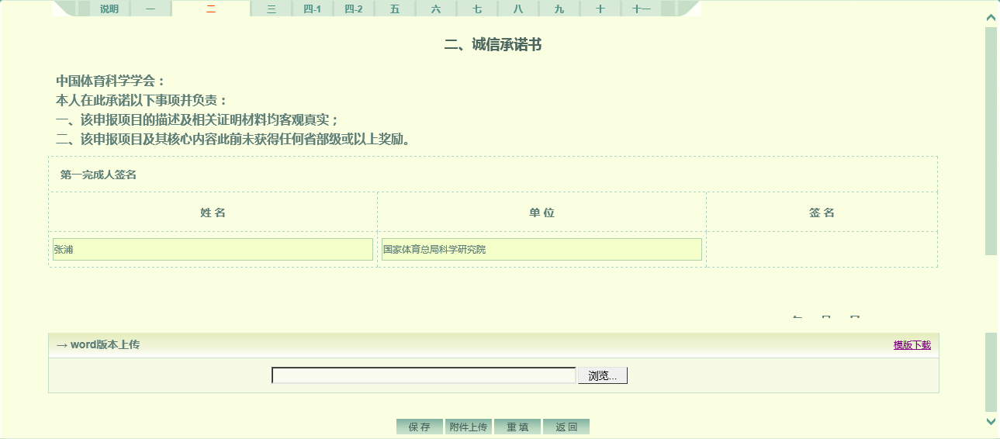 说明 一 二 三 四-1 四-2 五 六 七 八 九 十 十一
二、诚信承诺书
中国体育科学学会：
本人在此承诺以下事项并负责：
一、该申报项目的描述及相关证明材料均客观真实；
二、该申报项目及其核心内容此前未获得任何省部级或以上奖励。
第一完成人签名
姓 名 单 位 签 名
张浦 国家体育总局科学研究院
→ word版本上传 模版下载
浏览...
保 存 附件上传 重 填 返 回